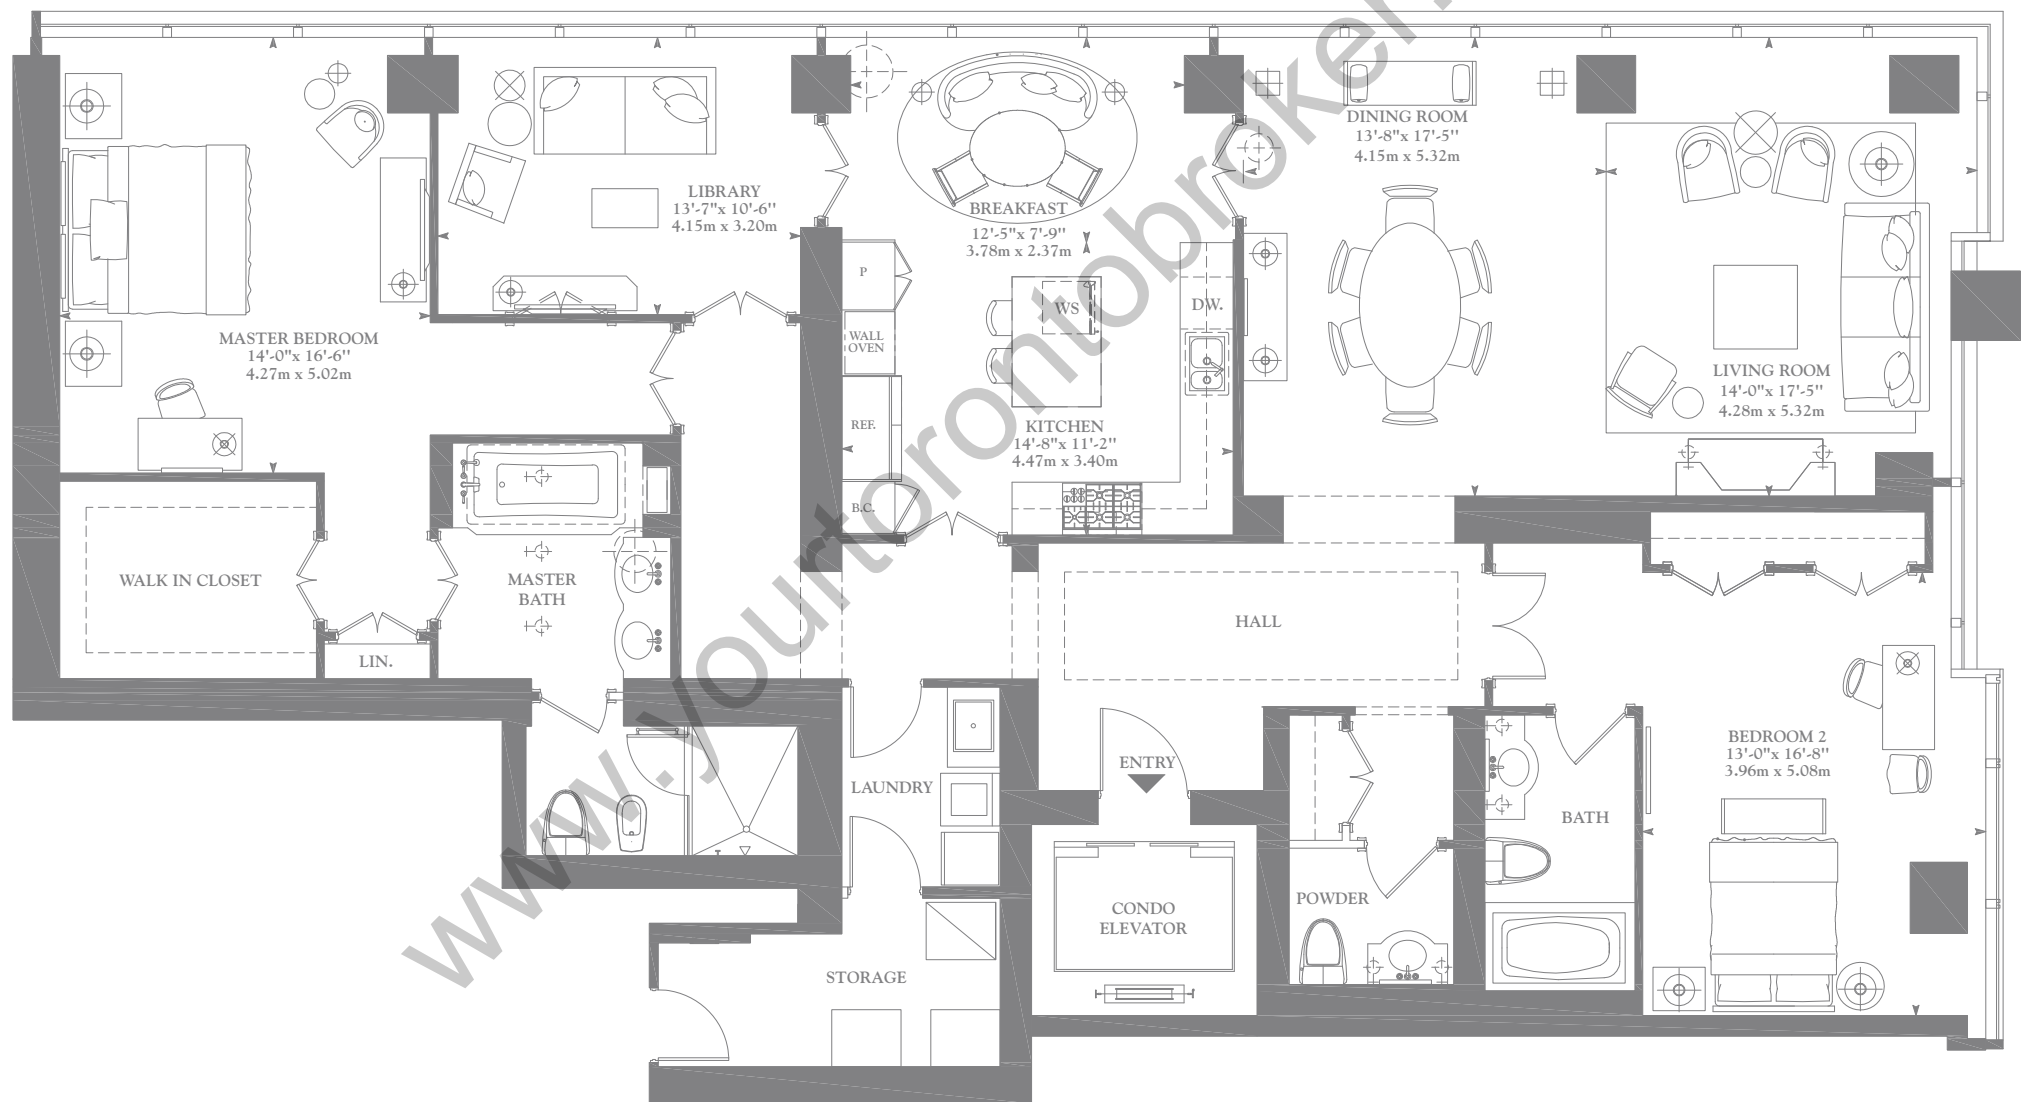 DINING ROOM
13'-8"x 17'-5"
4.15m x 5.32m
LIBRARY
13'-7"x 10'-6"
4.15m x 3.20m
BREAKFAST
12'-5"x 7'-9"
3.78m x 2.37m
P
WS
DW.
MASTER BEDROOM
14'-0"x 16'-6"
4.27m x 5.02m
WALL
OVEN
LIVING ROOM
14'-0"x 17'-5"
4.28m x 5.32m
REF.
KITCHEN
14'-8"x 11'-2"
4.47m x 3.40m
B.C.
WALK IN CLOSET
MASTER
BATH
HALL
LIN.
BEDROOM 2
13'-0"x 16'-8"
3.96m x 5.08m
ENTRY
LAUNDRY
BATH
POWDER
CONDO
ELEVATOR
STORAGE
www.yourtorontobroker.